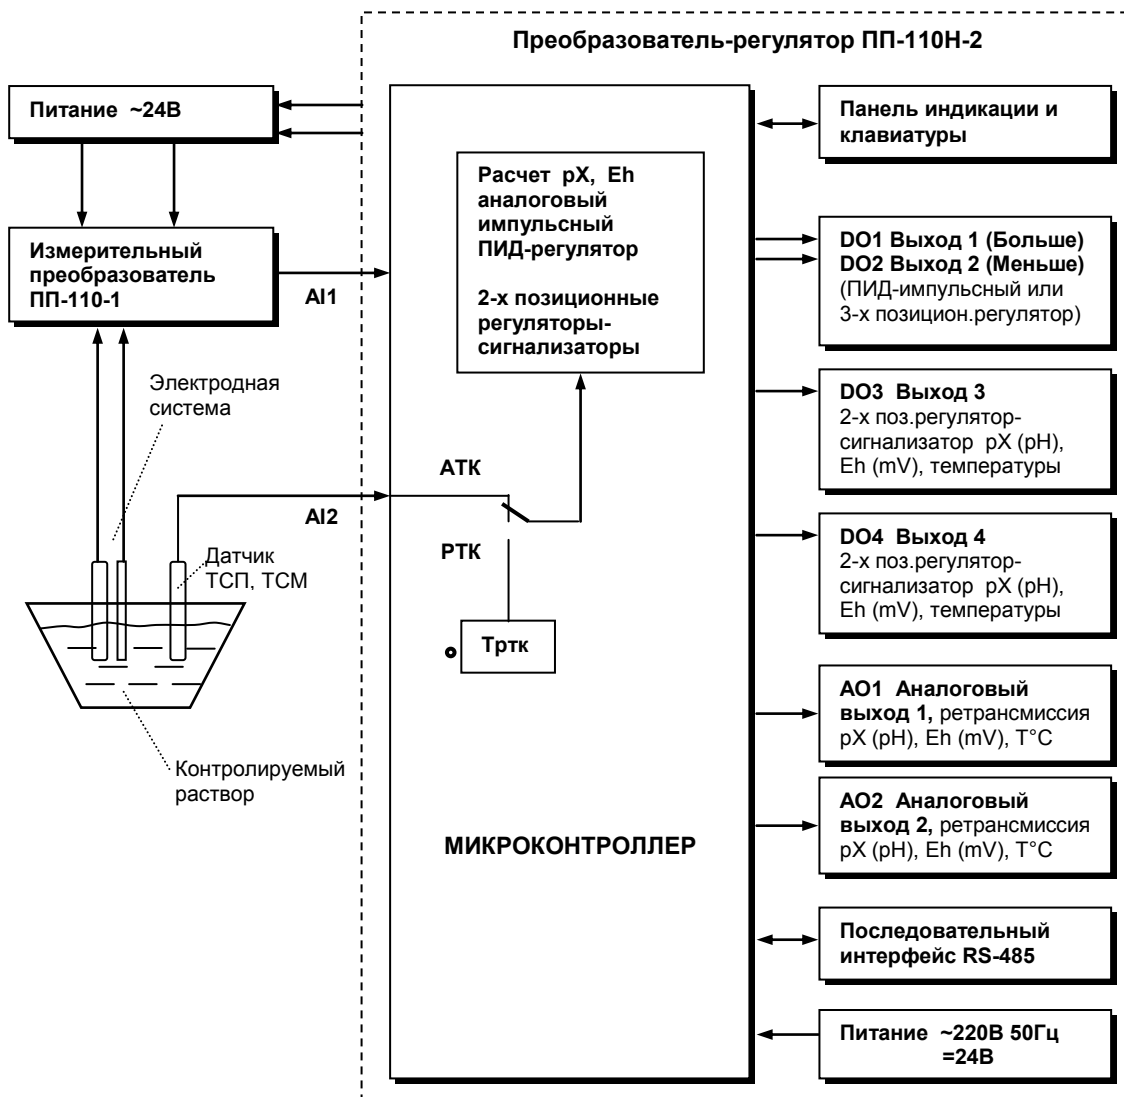 Преобразователь-регулятор ПП-110Н-2
Питание ~24В
Измерительный
преобразователь
ПП-110-1
AI1
Электродная
система
AI2
Датчик
ТСП, ТСМ
Контролируемый
раствор
Расчет pX, Eh
аналоговый
импульсный
ПИД-регулятор
2-х позиционные
регуляторы-
сигнализаторы
АТК
РТК
Тртк
МИКРОКОНТРОЛЛЕР
Панель индикации и
клавиатуры
DO1 Выход 1 (Больше)
DO2 Выход 2 (Меньше)
(ПИД-импульсный или
3-х позицион.регулятор)
DO3 Выход 3
2-х поз.регулятор-
сигнализатор pX (pH),
Eh (mV), температуры
DO4 Выход 4
2-х поз.регулятор-
сигнализатор pX (pH),
Eh (mV), температуры
AO1 Аналоговый
выход 1, ретрансмиссия
pX (pH), Eh (mV), T°C
AO2 Аналоговый
выход 2, ретрансмиссия
pX (pH), Eh (mV), T°C
Последовательный
интерфейс RS-485
Питание ~220В 50Гц
=24В